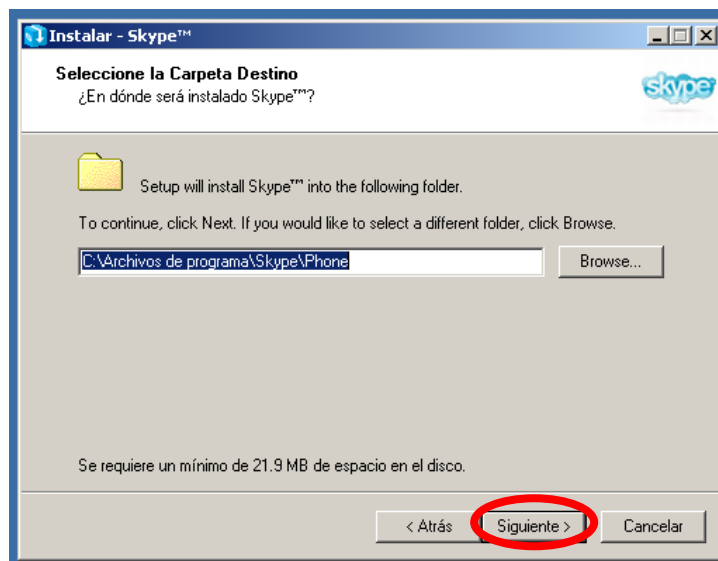 Instalar - Skype™
Seleccione la Carpeta Destino
¿En dónde será instalado Skype™?
skype
Setup will install Skype™ into the following folder.
To continue, click Next. If you would like to select a different folder, click Browse.
C:\Archivos de programa\Skype\Phone
Browse...
Se requiere un mínimo de 21.9 MB de espacio en el disco.
< Atrás
Siguiente >
Cancelar